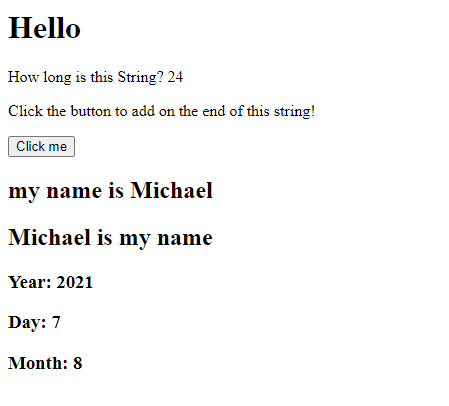 Hello
How long is this String? 24
Click the button to add on the end of this string!
Click me
my name is Michael
Michael is my name
Year: 2021
Day: 7
Month: 8